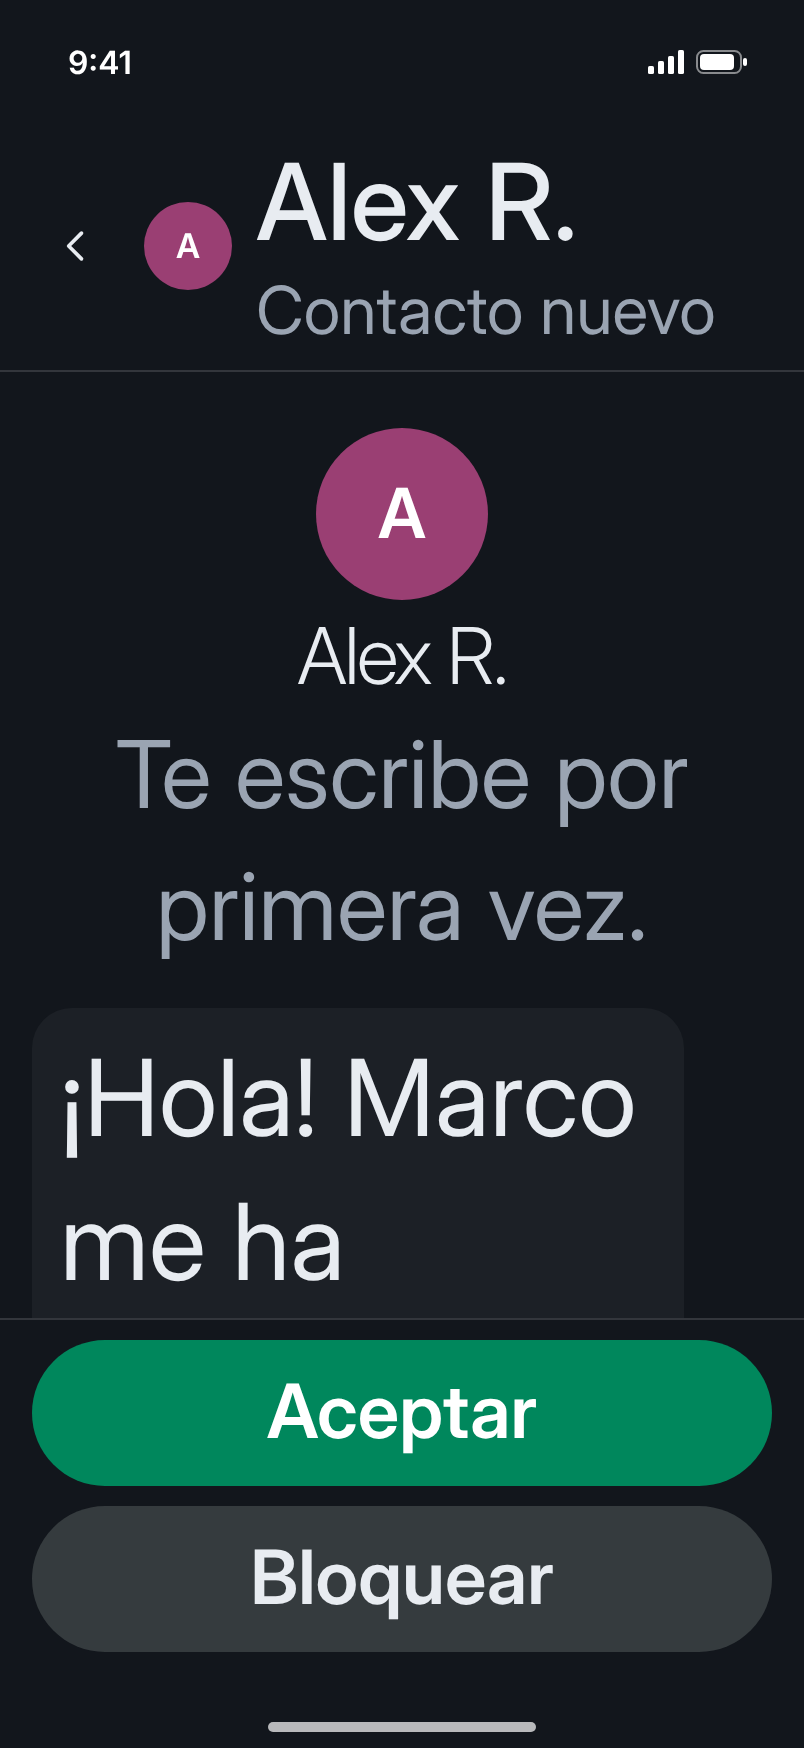 9:41
A
Alex R.
Contacto nuevo
A
Alex R.
Te escribe por
primera vez.
¡Hola! Marco
me ha
Aceptar
Bloquear